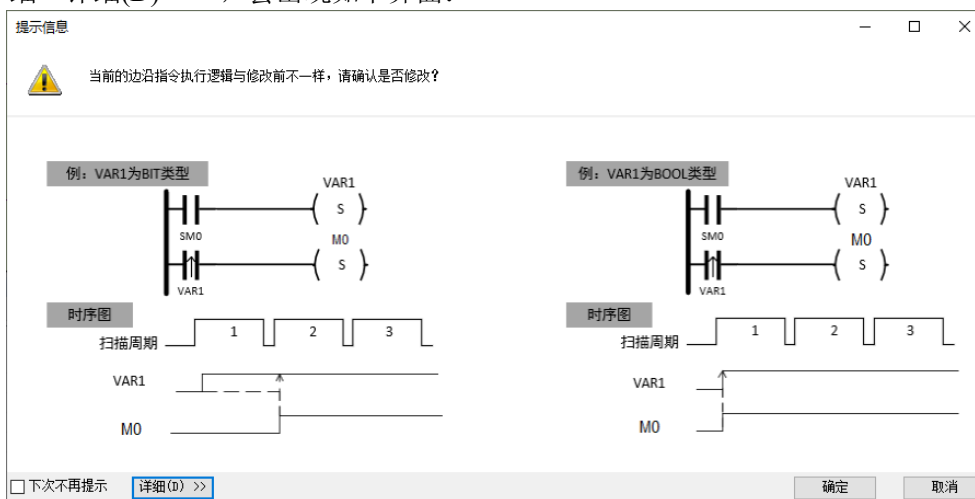 提示信息
当前的边沿指令执行逻辑与修改前不一样，请确认是否修改?
例：VAR1为BIT类型
VAR1
S
SM0
M0
S
VAR1
时序图
扫描周期
1
2
3
VAR1
M0
例：VAR1为BOOL类型
VAR1
S
SM0
M0
S
VAR1
时序图
扫描周期
1
2
3
VAR1
M0
下次不再提示
详细(D) >>
确定
取消